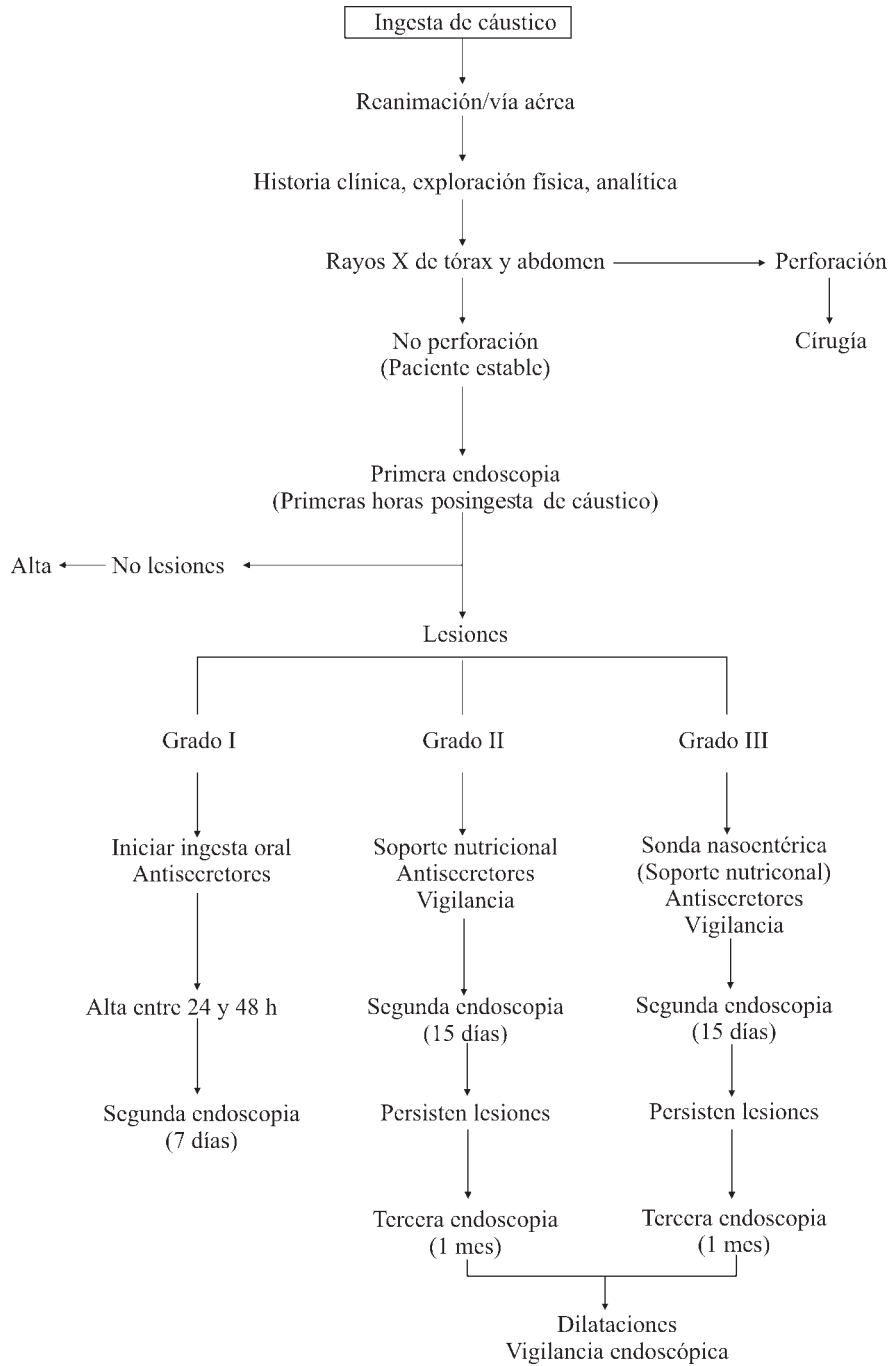 Ingesta de cáustico
Reanimación/vía aérea
Historia clínica, exploración física, analítica
Rayos X de tórax y abdomen
Perforación
No perforación
(Paciente estable)
Círugía
Primera endoscopia
(Primeras horas posingesta de cáustico)
Alta
No lesiones
Lesiones
Grado I
Grado II
Grado III
Iniciar ingesta oral
Antisecretores
Soporte nutricional
Antisecretores
Vigilancia
Sonda nasoentérica
(Soporte nutriconal)
Antisecretores
Vigilancia
Alta entre 24 y 48 h
Segunda endoscopia
(15 días)
Segunda endoscopia
(15 días)
Segunda endoscopia
(7 días)
Persisten lesiones
Persisten lesiones
Tercera endoscopia
(1 mes)
Tercera endoscopia
(1 mes)
Dilataciones
Vigilancia endoscópica